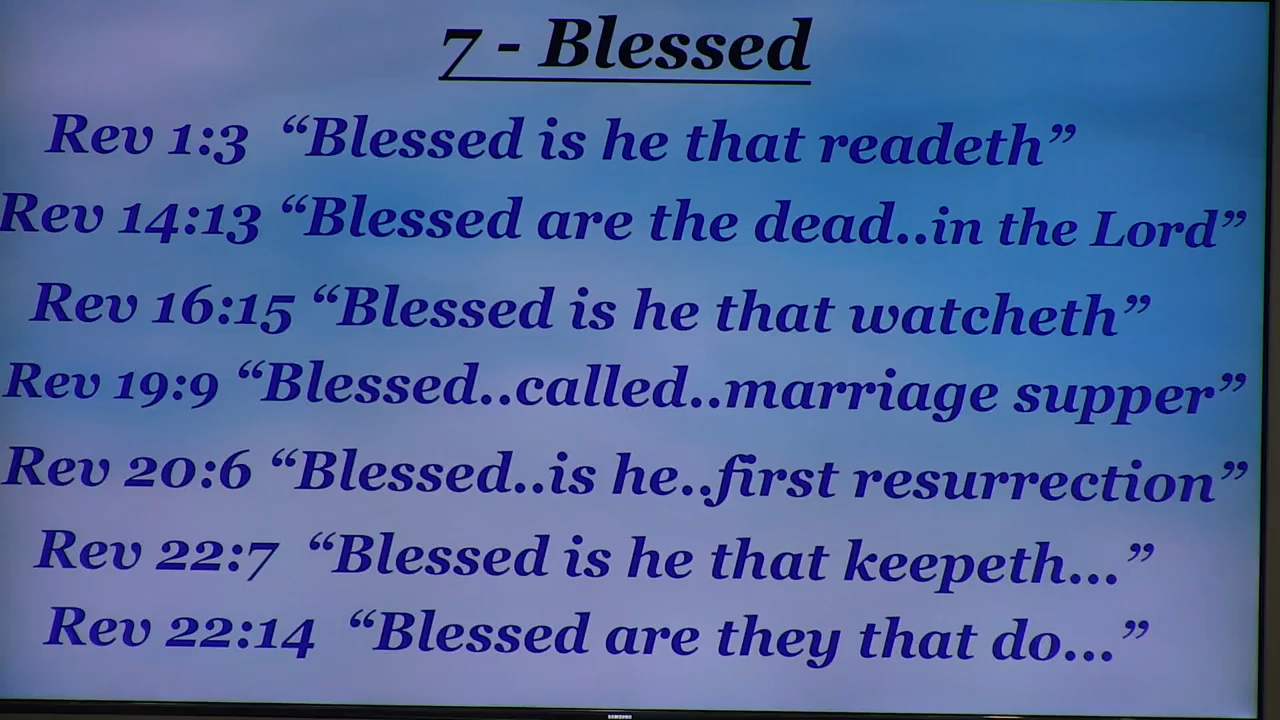 7 - Blessed
Rev 1:3 “Blessed is he that readeth”
Rev 14:13 “Blessed are the dead..in the Lord”
Rev 16:15 “Blessed is he that watcheth”
Rev 19:9 “Blessed..called..marriage supper”
Rev 20:6 “Blessed..is he..first resurrection”
Rev 22:7 “Blessed is he that keepeth...”
Rev 22:14 “Blessed are they that do...”
SAMSUNG